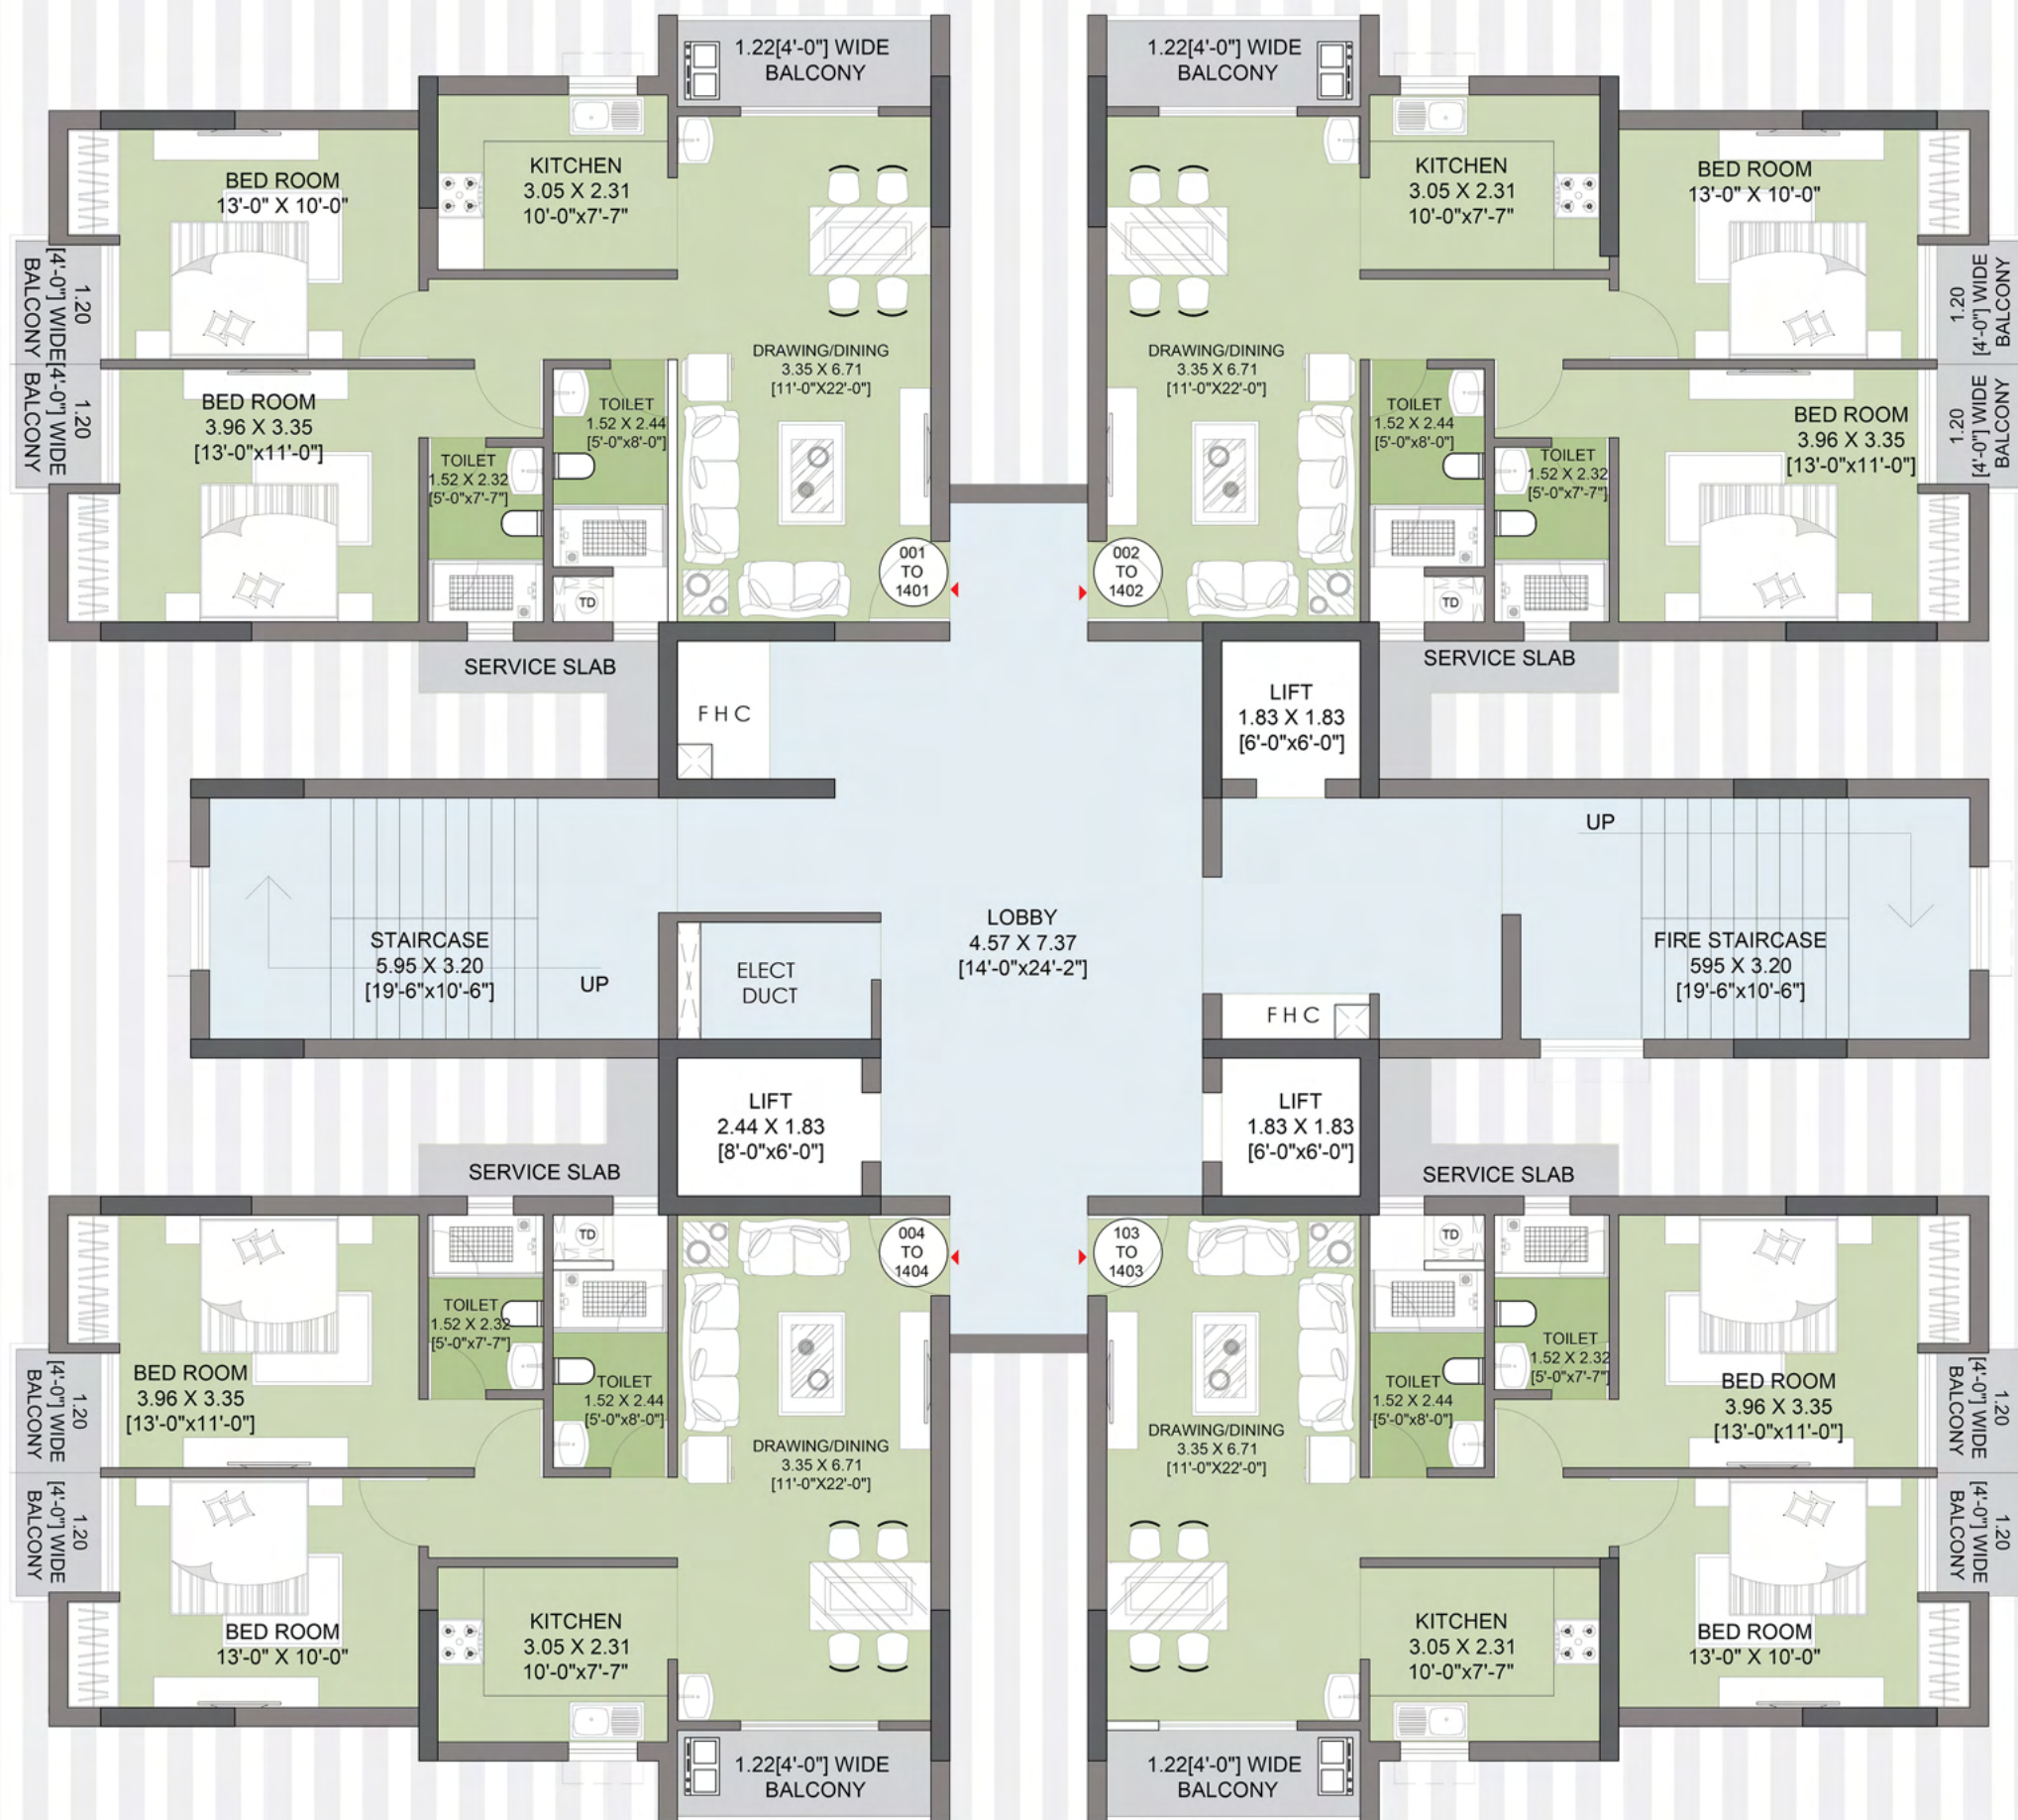 1.22[4'-0"] WIDE
BALCONY
KITCHEN
3.05 X 2.31
10'-0"x7'-7"
BED ROOM
13'-0" X 10'-0"
1.20
[4'-0"] WIDE
BALCONY
1.20
[4'-0"] WIDE
BALCONY
BED ROOM
3.96 X 3.35
[13'-0"x11'-0"]
TOILET
1.52 X 2.32
[5'-0"x7'-7"]
TOILET
1.52 X 2.44
[5'-0"x8'-0"]
TD
DRAWING/DINING
3.35 X 6.71
[11'-0"X22'-0"]
001
TO
1401
SERVICE SLAB
1.22[4'-0"] WIDE
BALCONY
KITCHEN
3.05 X 2.31
10'-0"x7'-7"
BED ROOM
13'-0" X 10'-0"
1.20
[4'-0"] WIDE
BALCONY
1.20
[4'-0"] WIDE
BALCONY
DRAWING/DINING
3.35 X 6.71
[11'-0"X22'-0"]
TOILET
1.52 X 2.44
[5'-0"x8'-0"]
TOILET
1.52 X 2.32
[5'-0"x7'-7"]
BED ROOM
3.96 X 3.35
[13'-0"x11'-0"]
TD
002
TO
1402
SERVICE SLAB
FHC
LIFT
1.83 X 1.83
[6'-0"x6'-0"]
STAIRCASE
5.95 X 3.20
[19'-6"x10'-6"]
UP
ELECT
DUCT
LOBBY
4.57 X 7.37
[14'-0"x24'-2"]
UP
FIRE STAIRCASE
595 X 3.20
[19'-6"x10'-6"]
FHC
LIFT
2.44 X 1.83
[8'-0"x6'-0"]
LIFT
1.83 X 1.83
[6'-0"x6'-0"]
SERVICE SLAB
004
TO
1404
TD
TOILET
1.52 X 2.32
[5'-0"x7'-7"]
TOILET
1.52 X 2.44
[5'-0"x8'-0"]
BED ROOM
3.96 X 3.35
[13'-0"x11'-0"]
1.20
[4'-0"] WIDE
BALCONY
1.20
[4'-0"] WIDE
BALCONY
DRAWING/DINING
3.35 X 6.71
[11'-0"X22'-0"]
BED ROOM
13'-0" X 10'-0"
KITCHEN
3.05 X 2.31
10'-0"x7'-7"
1.22[4'-0"] WIDE
BALCONY
SERVICE SLAB
103
TO
1403
TD
TOILET
1.52 X 2.32
[5'-0"x7'-7"]
TOILET
1.52 X 2.44
[5'-0"x8'-0"]
BED ROOM
3.96 X 3.35
[13'-0"x11'-0"]
1.20
[4'-0"] WIDE
BALCONY
1.20
[4'-0"] WIDE
BALCONY
DRAWING/DINING
3.35 X 6.71
[11'-0"X22'-0"]
KITCHEN
3.05 X 2.31
10'-0"x7'-7"
BED ROOM
13'-0" X 10'-0"
1.22[4'-0"] WIDE
BALCONY